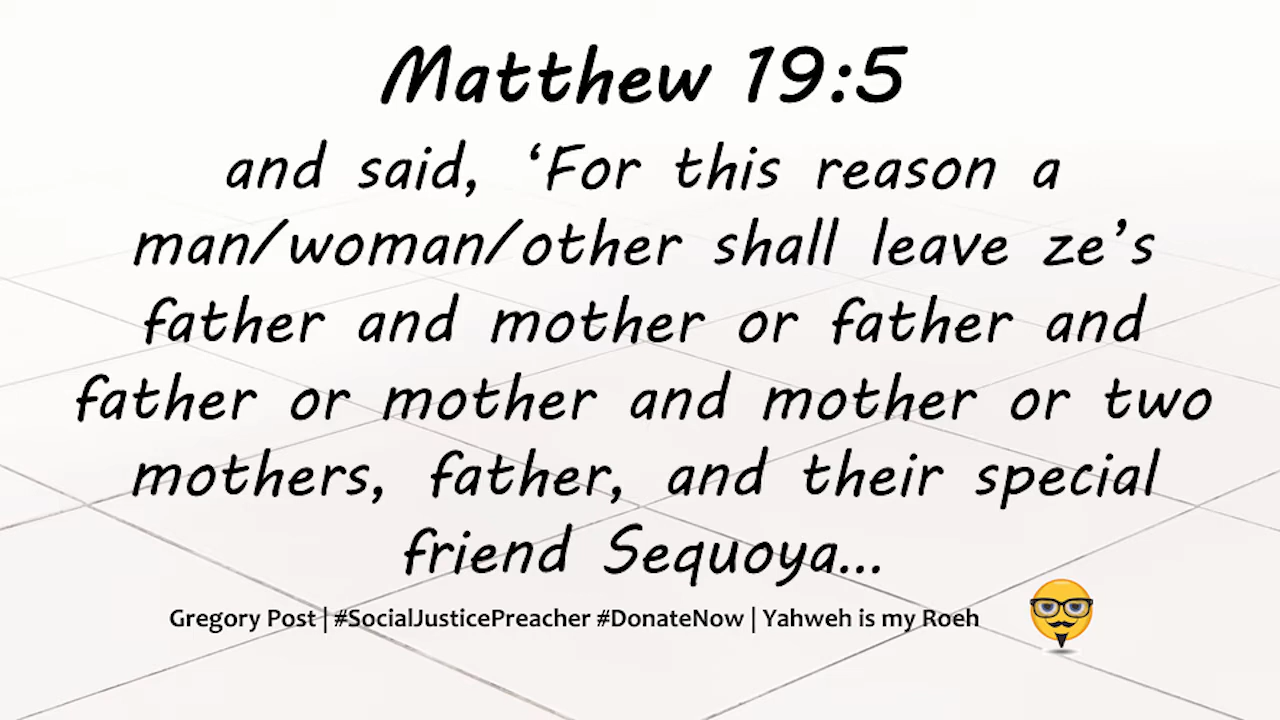 Matthew 19:5
and said, ‘For this reason a
man/woman/other shall leave ze’s
father and mother or father and
father or mother and mother or two
mothers, father, and their special
friend Sequoya...
Gregory Post | #SocialJusticePreacher #DonateNow | Yahweh is my Roeh